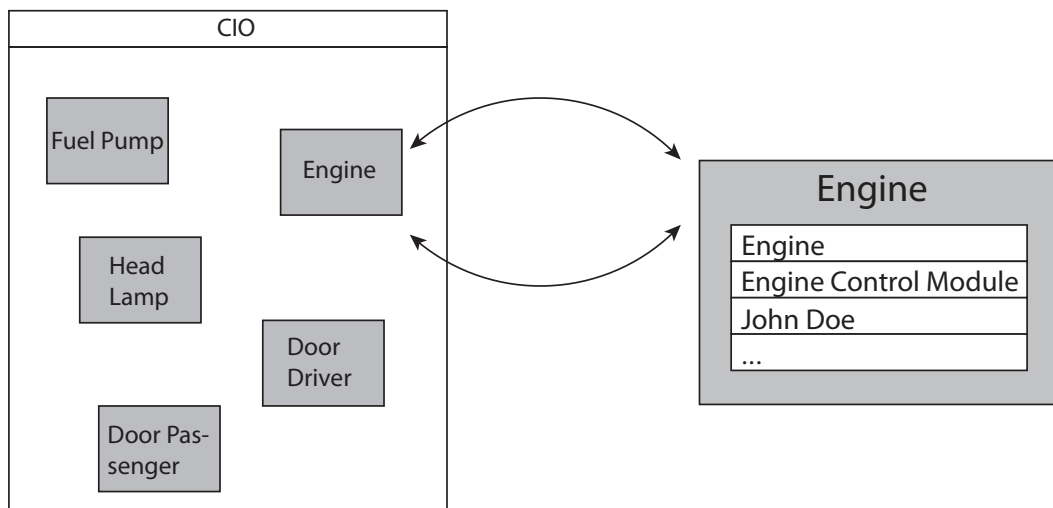 CIO
Fuel Pump
Engine
Head
Lamp
Door
Driver
Door Pas-
senger
Engine
Engine
Engine Control Module
John Doe
...